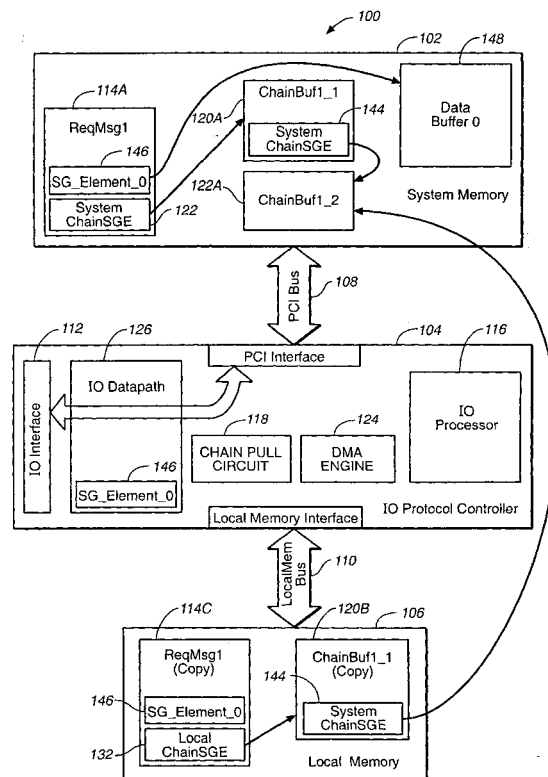 100
102
148
114A
ReqMsg1
146
SG_Element_0
System
ChainSGE
122
120A
ChainBuf1_1
144
System
ChainSGE
122A
ChainBuf1_2
Data
Buffer 0
System Memory
PCI Bus
108
112
126
104
116
PCI Interface
IO Interface
IO Datapath
146
SG_Element_0
118
CHAIN PULL
CIRCUIT
124
DMA
ENGINE
IO
Processor
Local Memory Interface
IO Protocol Controller
LocalMem
Bus
110
114C
120B
106
ReqMsg1
(Copy)
146
SG_Element_0
132
Local
ChainSGE
ChainBuf1_1
(Copy)
144
System
ChainSGE
Local Memory